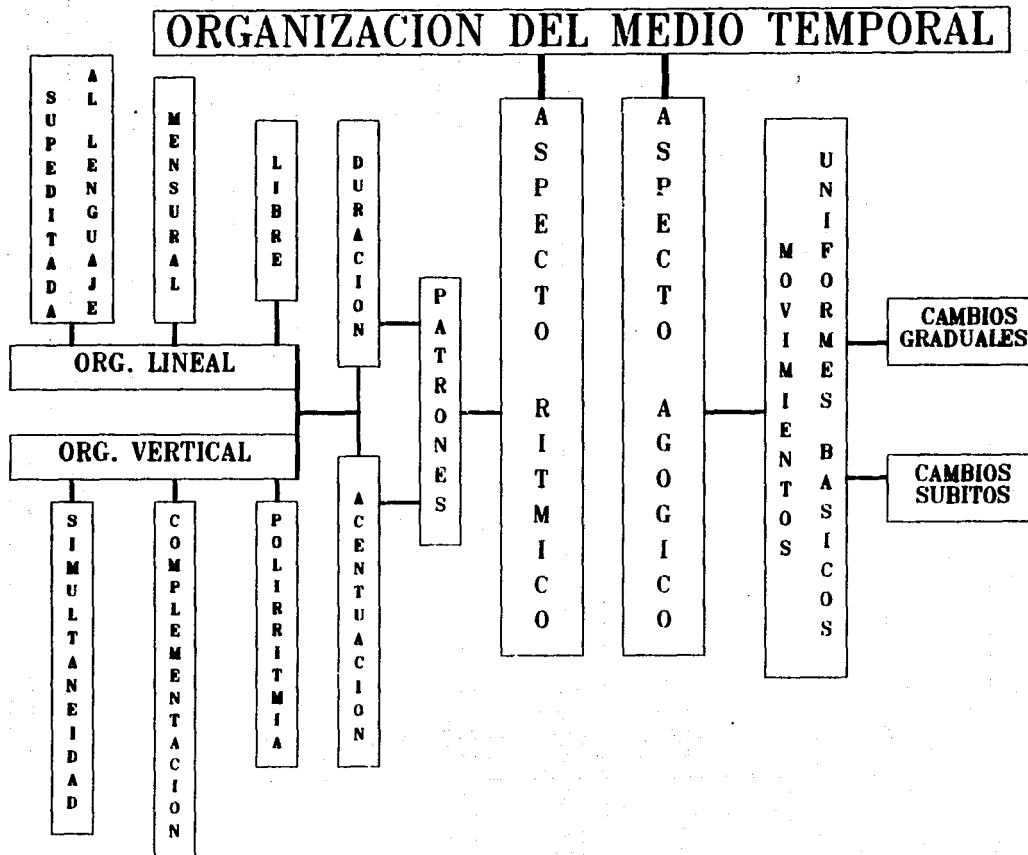 ORGANIZACION DEL MEDIO TEMPORAL
SUPEDITADA
AL LENGUAJE
MENSURAL
LIBRE
DURACION
PATRONES
ASPECTO RITMICO
ASPECTO AGOGICO
MOVIMIENTOS
UNIFORMES BASICOS
CAMBIOS
GRADUALES
CAMBIOS
SUBITOS
ORG. LINEAL
ORG. VERTICAL
SIMULTANEIDAD
COMPLEMENTACION
POLIRRITMIA
ACENTUACION